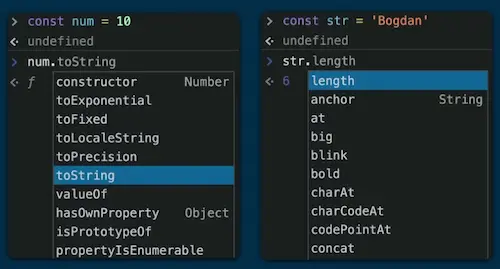 > const num = 10
<· undefined
> num.toString
<· f
constructor Number
toExponential
toFixed
toLocaleString
toPrecision
toString
valueOf
hasOwnProperty Object
isPrototypeOf
propertyIsEnumerable
> const str = 'Bogdan'
<· undefined
> str.length
<· 6
length
anchor String
at
big
blink
bold
charAt
charCodeAt
codePointAt
concat